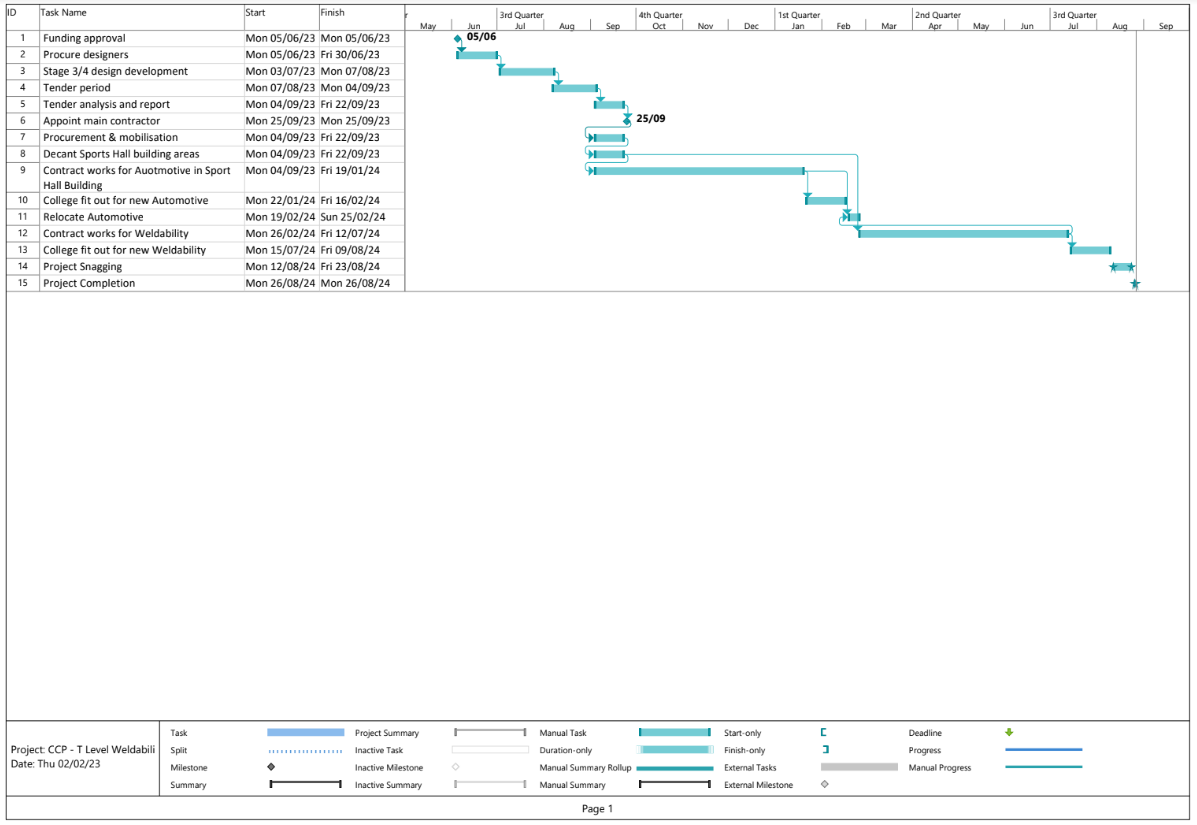 ID Task Name Start Finish r 3rd Quarter 4th Quarter 1st Quarter 2nd Quarter 3rd Quarter
May Jun Jul Aug Sep Oct Nov Dec Jan Feb Mar Apr May Jun Jul Aug Sep
1 Funding approval Mon 05/06/23 Mon 05/06/23 05/06
2 Procure designers Mon 05/06/23 Fri 30/06/23
3 Stage 3/4 design development Mon 03/07/23 Mon 07/08/23
4 Tender period Mon 07/08/23 Mon 04/09/23
5 Tender analysis and report Mon 04/09/23 Fri 22/09/23
6 Appoint main contractor Mon 25/09/23 Mon 25/09/23 25/09
7 Procurement & mobilisation Mon 04/09/23 Fri 22/09/23
8 Decant Sports Hall building areas Mon 04/09/23 Fri 22/09/23
9 Contract works for Auotmotive in Sport Mon 04/09/23 Fri 19/01/24
Hall Building
10 College fit out for new Automotive Mon 22/01/24 Fri 16/02/24
11 Relocate Automotive Mon 19/02/24 Sun 25/02/24
12 Contract works for Weldability Mon 26/02/24 Fri 12/07/24
13 College fit out for new Weldability Mon 15/07/24 Fri 09/08/24
14 Project Snagging Mon 12/08/24 Fri 23/08/24
15 Project Completion Mon 26/08/24 Mon 26/08/24
Project: CCP - T Level Weldabili
Date: Thu 02/02/23
Task Project Summary Manual Task Start-only Deadline
Split Inactive Task Duration-only Finish-only Progress
Milestone Inactive Milestone Manual Summary Rollup External Tasks Manual Progress
Summary Inactive Summary Manual Summary External Milestone
Page 1